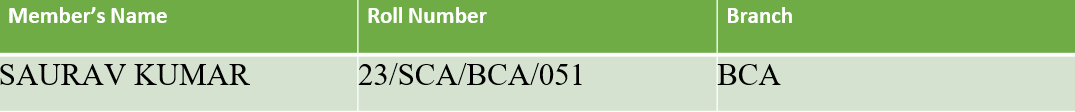 Member’s Name Roll Number Branch
SAURAV KUMAR 23/SCA/BCA/051 BCA